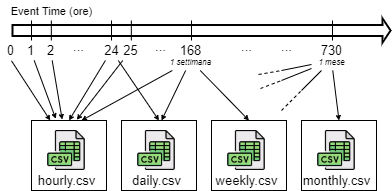 Event Time (ore)
0 1 2 ... 24 25 ... 168 ... ... 730
1 settimana 1 mese
CSV CSV CSV CSV
hourly.csv daily.csv weekly.csv monthly.csv